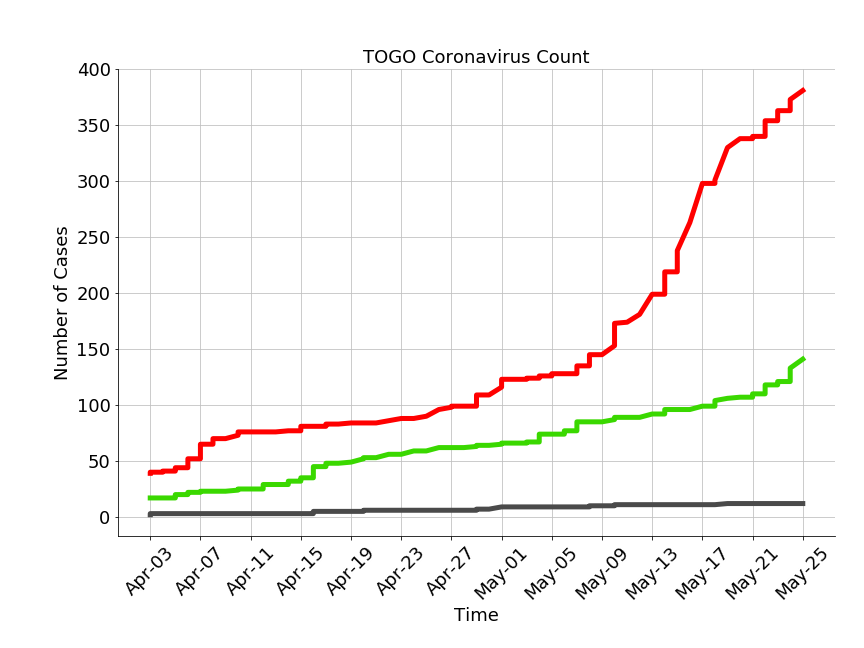 TOGO Coronavirus Count
400
350
300
250
200
150
100
50
0
Number of Cases
Apr-03
Apr-07
Apr-11
Apr-15
Apr-19
Apr-23
Apr-27
May-01
May-05
May-09
May-13
May-17
May-21
May-25
Time